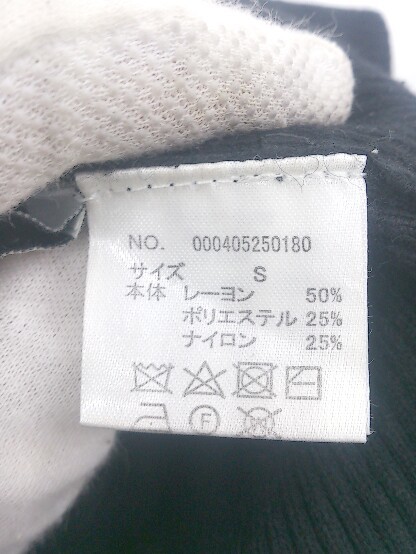 NO. 000405250180
サイズ S
本体 レーヨン 50%
ポリエステル 25%
ナイロン 25%
F